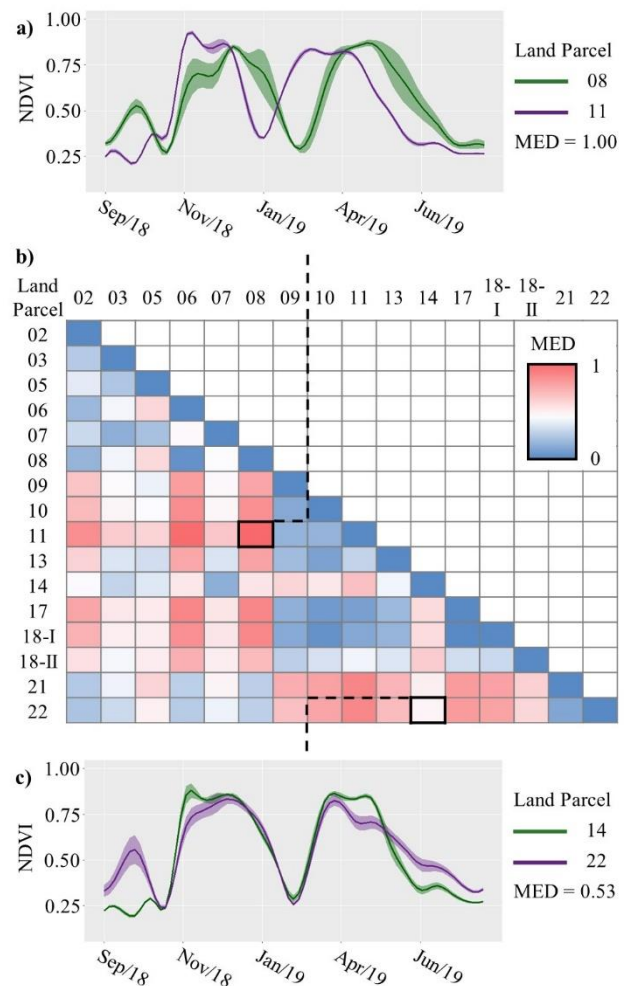 a)
1.00
0.75
0.50
0.25
NDVI
Sep/18
Nov/18
Jan/19
Apr/19
Jun/19
Land Parcel
08
11
MED = 1.00
b)
Land
Parcel
02 03 05 06 07 08 09 10 11 13 14 17 18-I 18-II 21 22
02
03
05
06
07
08
09
10
11
13
14
17
18-I
18-II
21
22
MED
1
0
c)
1.00
0.75
0.50
0.25
NDVI
Sep/18
Nov/18
Jan/19
Apr/19
Jun/19
Land Parcel
14
22
MED = 0.53